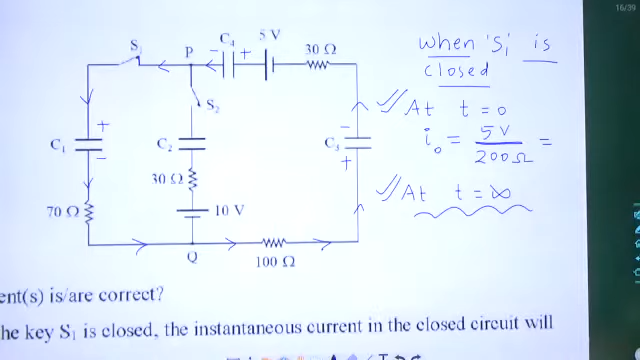 16/39
S₁
P
C₄
5 V
30 Ω
S₂
C₁
C₂
C₃
30 Ω
70 Ω
10 V
Q
100 Ω
+
−
−
+
−
+
ent(s) is/are correct?
he key S₁ is closed, the instantaneous current in the closed circuit will
When 'S₁' is
closed
At t = 0
i₀ = 5V / 200Ω =
At t = ∞